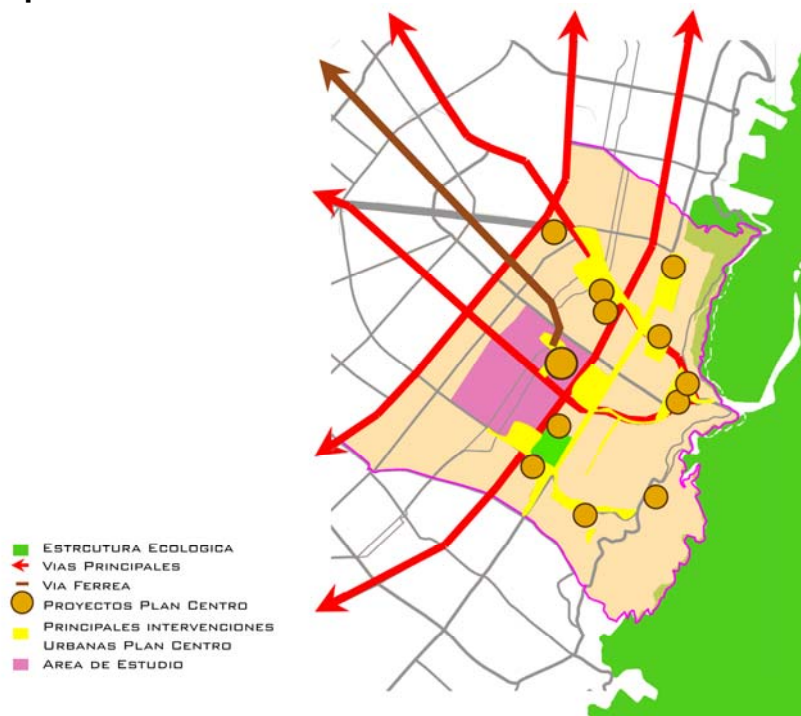 ESTRCUTURA ECOLOGICA
VIAS PRINCIPALES
VIA FERREA
PROYECTOS PLAN CENTRO
PRINCIPALES INTERVENCIONES
URBANAS PLAN CENTRO
AREA DE ESTUDIO